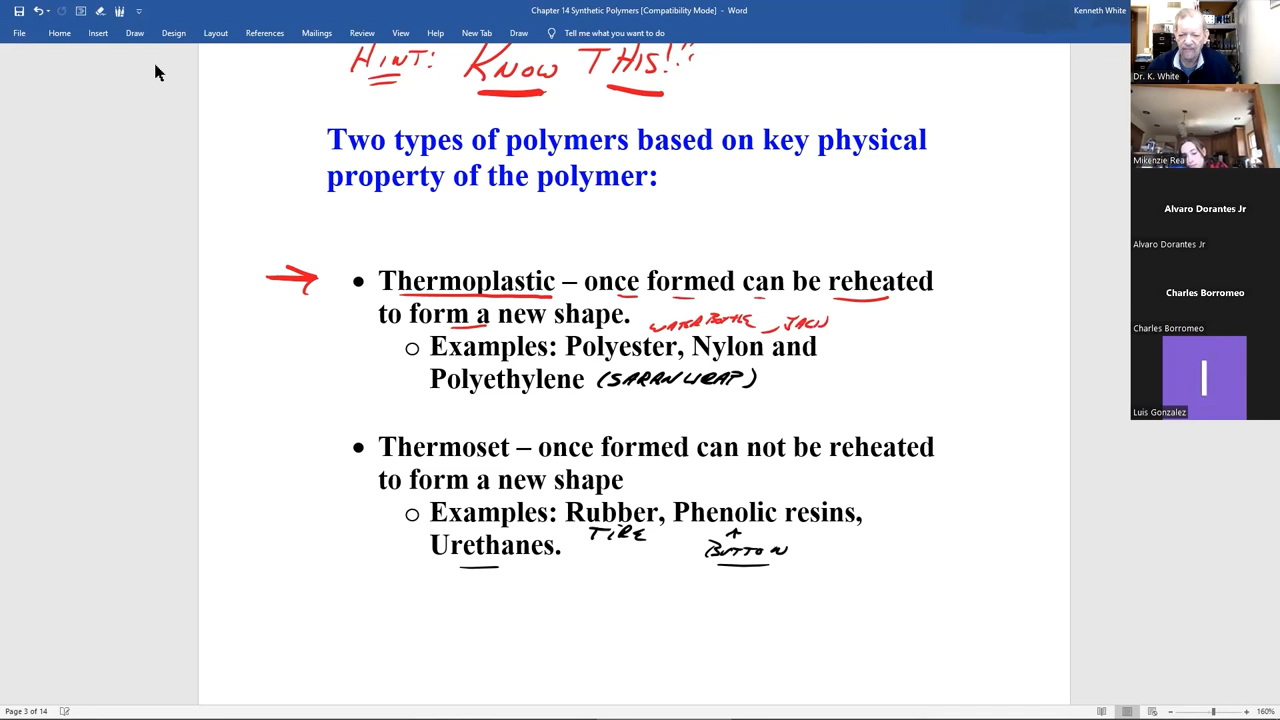 Chapter 14 Synthetic Polymers [Compatibility Mode] - Word
Kenneth White
File Home Insert Draw Design Layout References Mailings Review View Help New Tab Draw Tell me what you want to do
HINT: KNOW THIS!!
Two types of polymers based on key physical
property of the polymer:
• Thermoplastic – once formed can be reheated
to form a new shape.
WATER BOTTLE
o Examples: Polyester, Nylon and
Polyethylene (SARAN WRAP)
• Thermoset – once formed can not be reheated
to form a new shape
o Examples: Rubber, Phenolic resins,
TIRE
Urethanes.
BUTTON
Dr. K. White
Mikenzie Rea
Alvaro Dorantes Jr
Alvaro Dorantes Jr
Charles Borromeo
Charles Borromeo
Luis Gonzalez
Page 3 of 14
160%